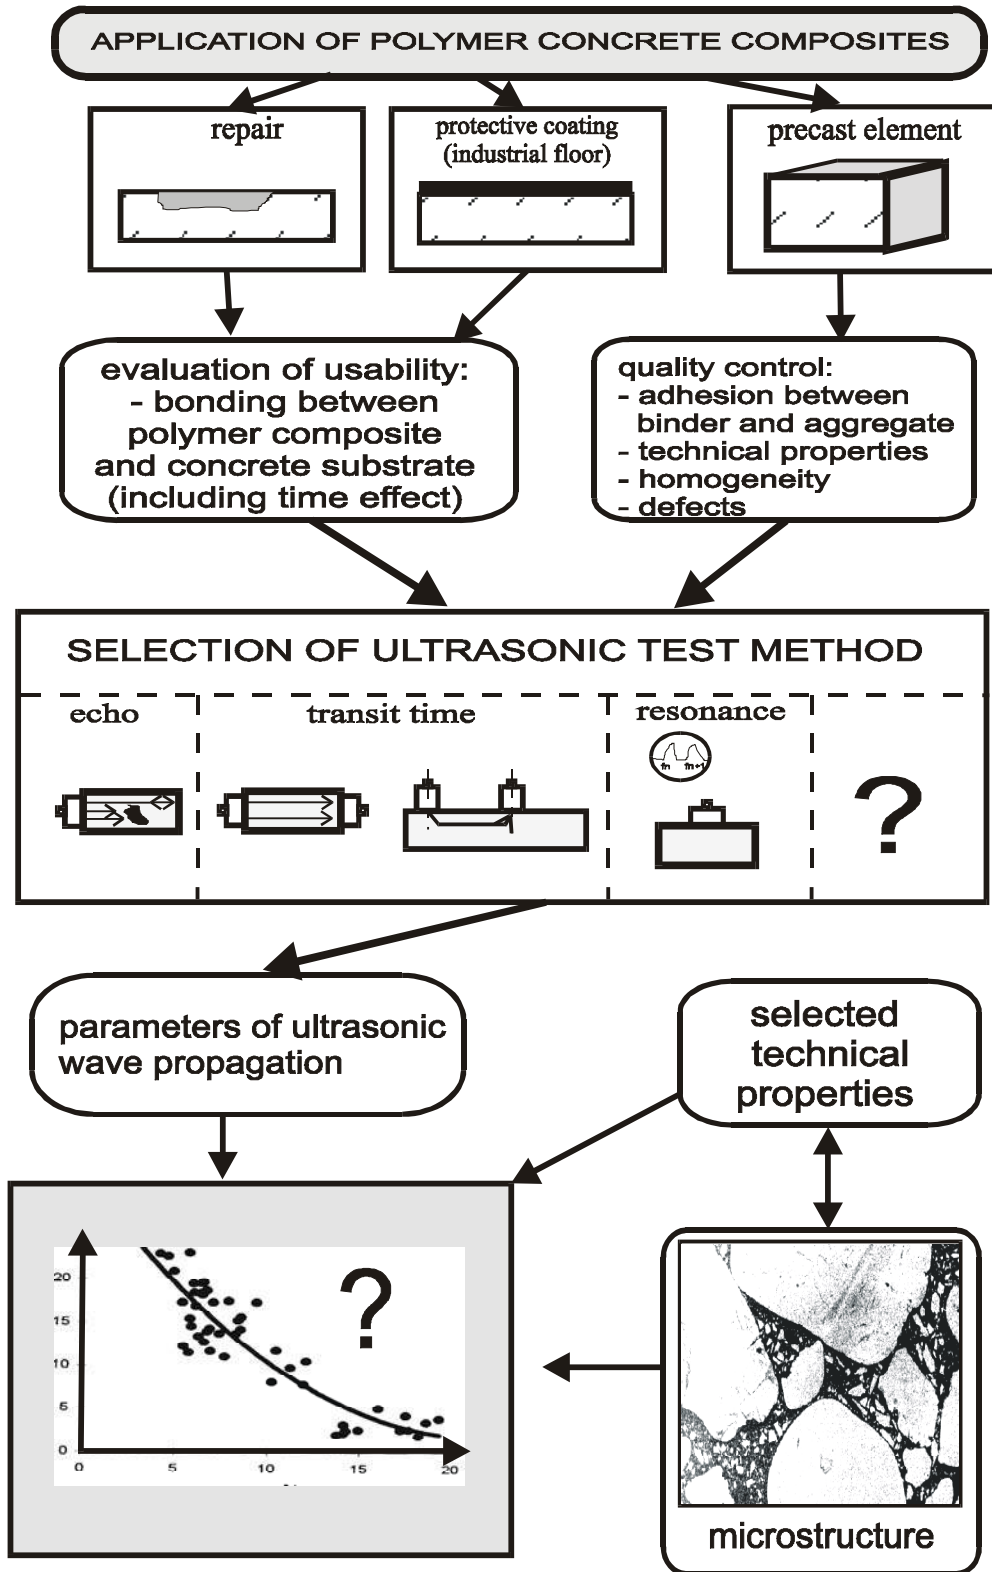 APPLICATION OF POLYMER CONCRETE COMPOSITES
repair
protective coating
(industrial floor)
precast element
evaluation of usability:
- bonding between
polymer composite
and concrete substrate
(including time effect)
quality control:
- adhesion between
binder and aggregate
- technical properties
- homogeneity
- defects
SELECTION OF ULTRASONIC TEST METHOD
echo
transit time
resonance
fn fn+1
?
parameters of ultrasonic
wave propagation
selected
technical
properties
?
20
15
10
5
0
0 5 10 15 20
microstructure